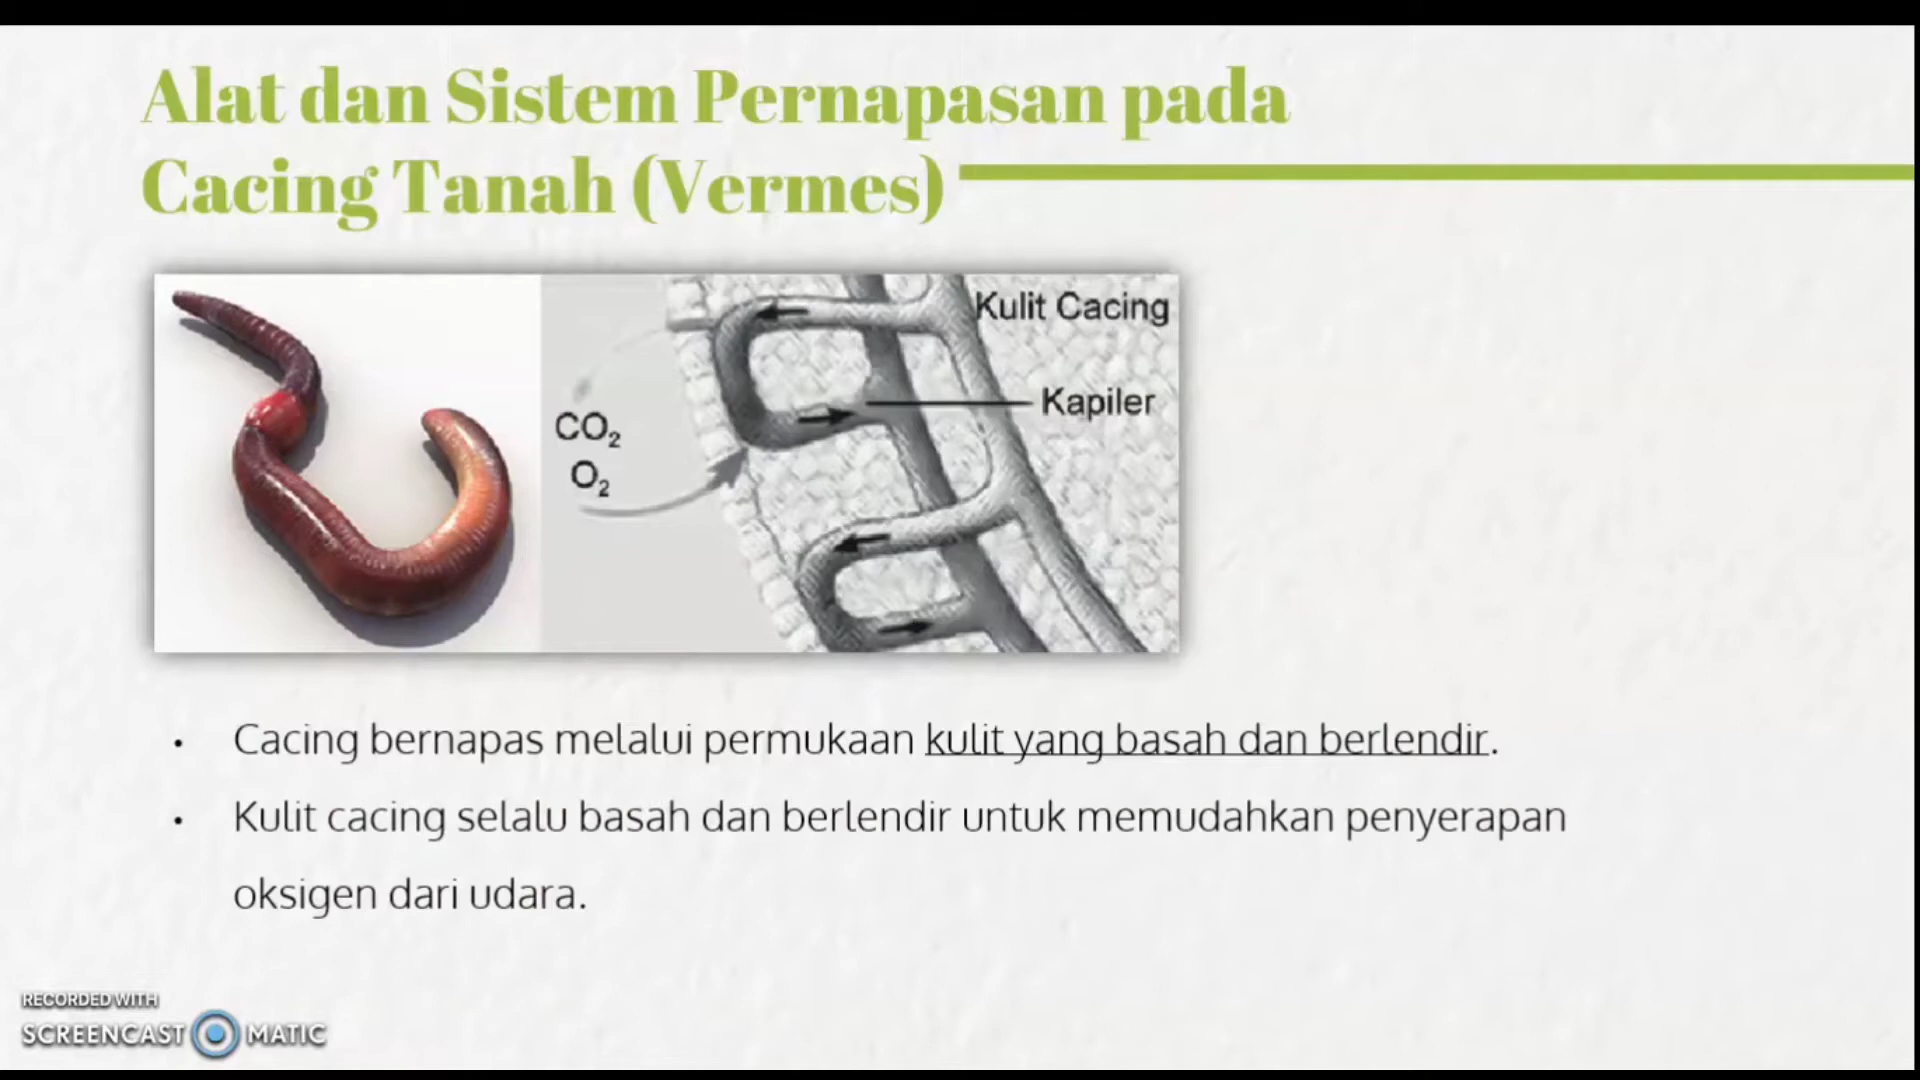 Alat dan Sistem Pernapasan pada
Cacing Tanah (Vermes)
Kulit Cacing
Kapiler
CO₂
O₂
• Cacing bernapas melalui permukaan kulit yang basah dan berlendir.
• Kulit cacing selalu basah dan berlendir untuk memudahkan penyerapan
oksigen dari udara.
RECORDED WITH
SCREENCAST MATIC